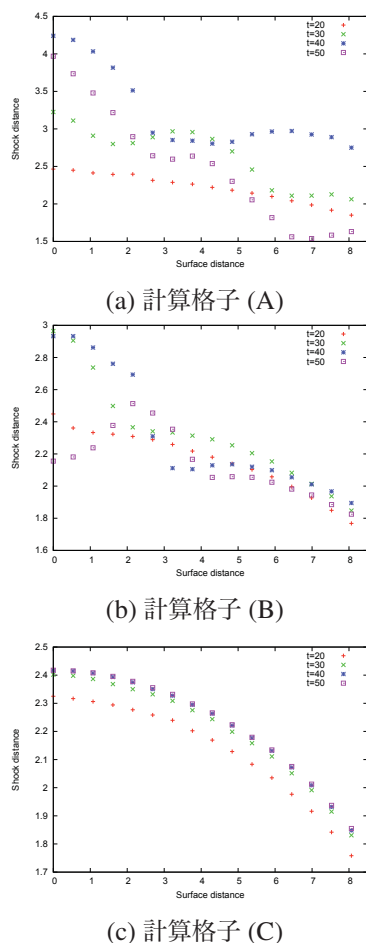 4.5
4
3.5
3
2.5
2
1.5
Shock distance
t=20
t=30
t=40
t=50
0 1 2 3 4 5 6 7 8
Surface distance
(a) 計算格子 (A)
3
2.8
2.6
2.4
2.2
2
1.8
1.6
Shock distance
t=20
t=30
t=40
t=50
0 1 2 3 4 5 6 7 8
Surface distance
(b) 計算格子 (B)
2.5
2.4
2.3
2.2
2.1
2
1.9
1.8
1.7
Shock distance
t=20
t=30
t=40
t=50
0 1 2 3 4 5 6 7 8
Surface distance
(c) 計算格子 (C)